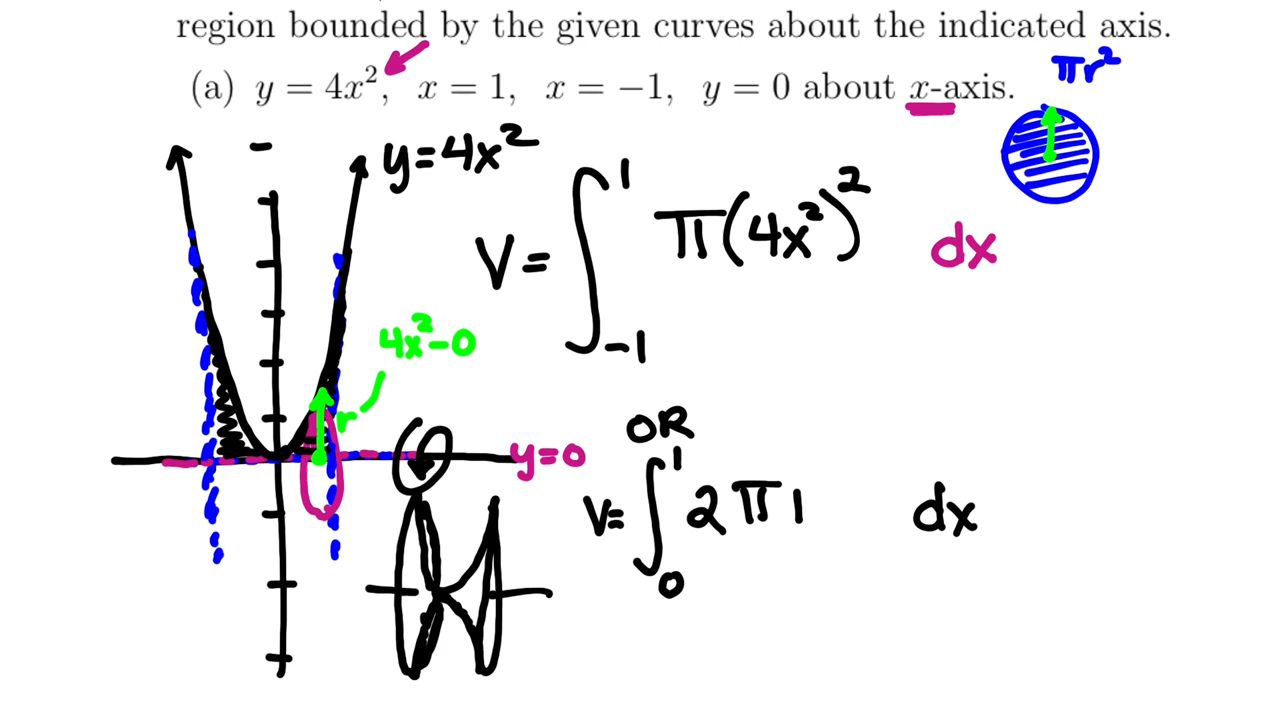 region bounded by the given curves about the indicated axis.
(a) y = 4x², x = 1, x = −1, y = 0 about x-axis.
πr²
y=4x²
V= ∫₋₁¹ π(4x²)² dx
4x²-0
r
OR
y=0
V= ∫₀¹ 2π1 dx